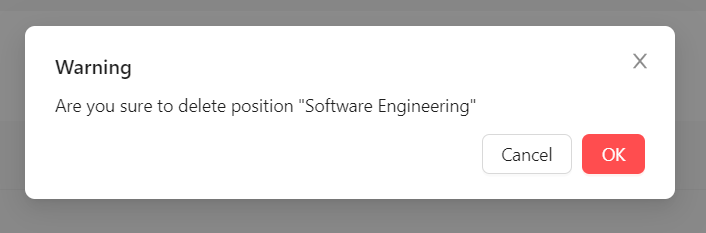 Warning
Are you sure to delete position "Software Engineering"
Cancel OK